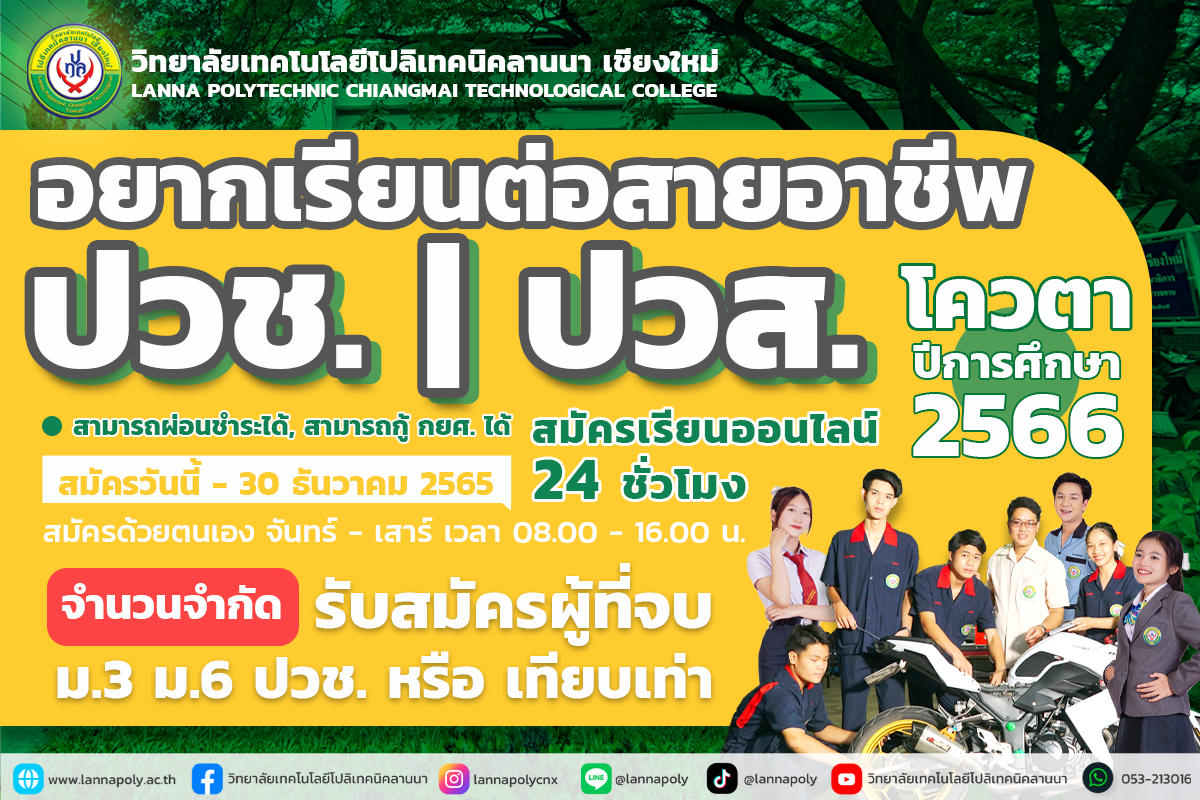 วิทยาลัยเทคโนโลยีโปลิเทคนิคลานนา เชียงใหม่
LANNA POLYTECHNIC CHIANGMAI TECHNOLOGICAL COLLEGE
อยากเรียนต่อสายอาชีพ
ปวช. | ปวส.
โควตา
ปีการศึกษา
2566
• สามารถผ่อนชำระได้, สามารถกู้ กยศ. ได้
สมัครเรียนออนไลน์
24 ชั่วโมง
สมัครวันนี้ - 30 ธันวาคม 2565
สมัครด้วยตนเอง จันทร์ - เสาร์ เวลา 08.00 - 16.00 น.
จำนวนจำกัด รับสมัครผู้ที่จบ
ม.3 ม.6 ปวช. หรือ เทียบเท่า
www.lannapoly.ac.th วิทยาลัยเทคโนโลยีโปลิเทคนิคลานนา lannapolycnx @lannapoly @lannapoly วิทยาลัยเทคโนโลยีโปลิเทคนิคลานนา 053-213016